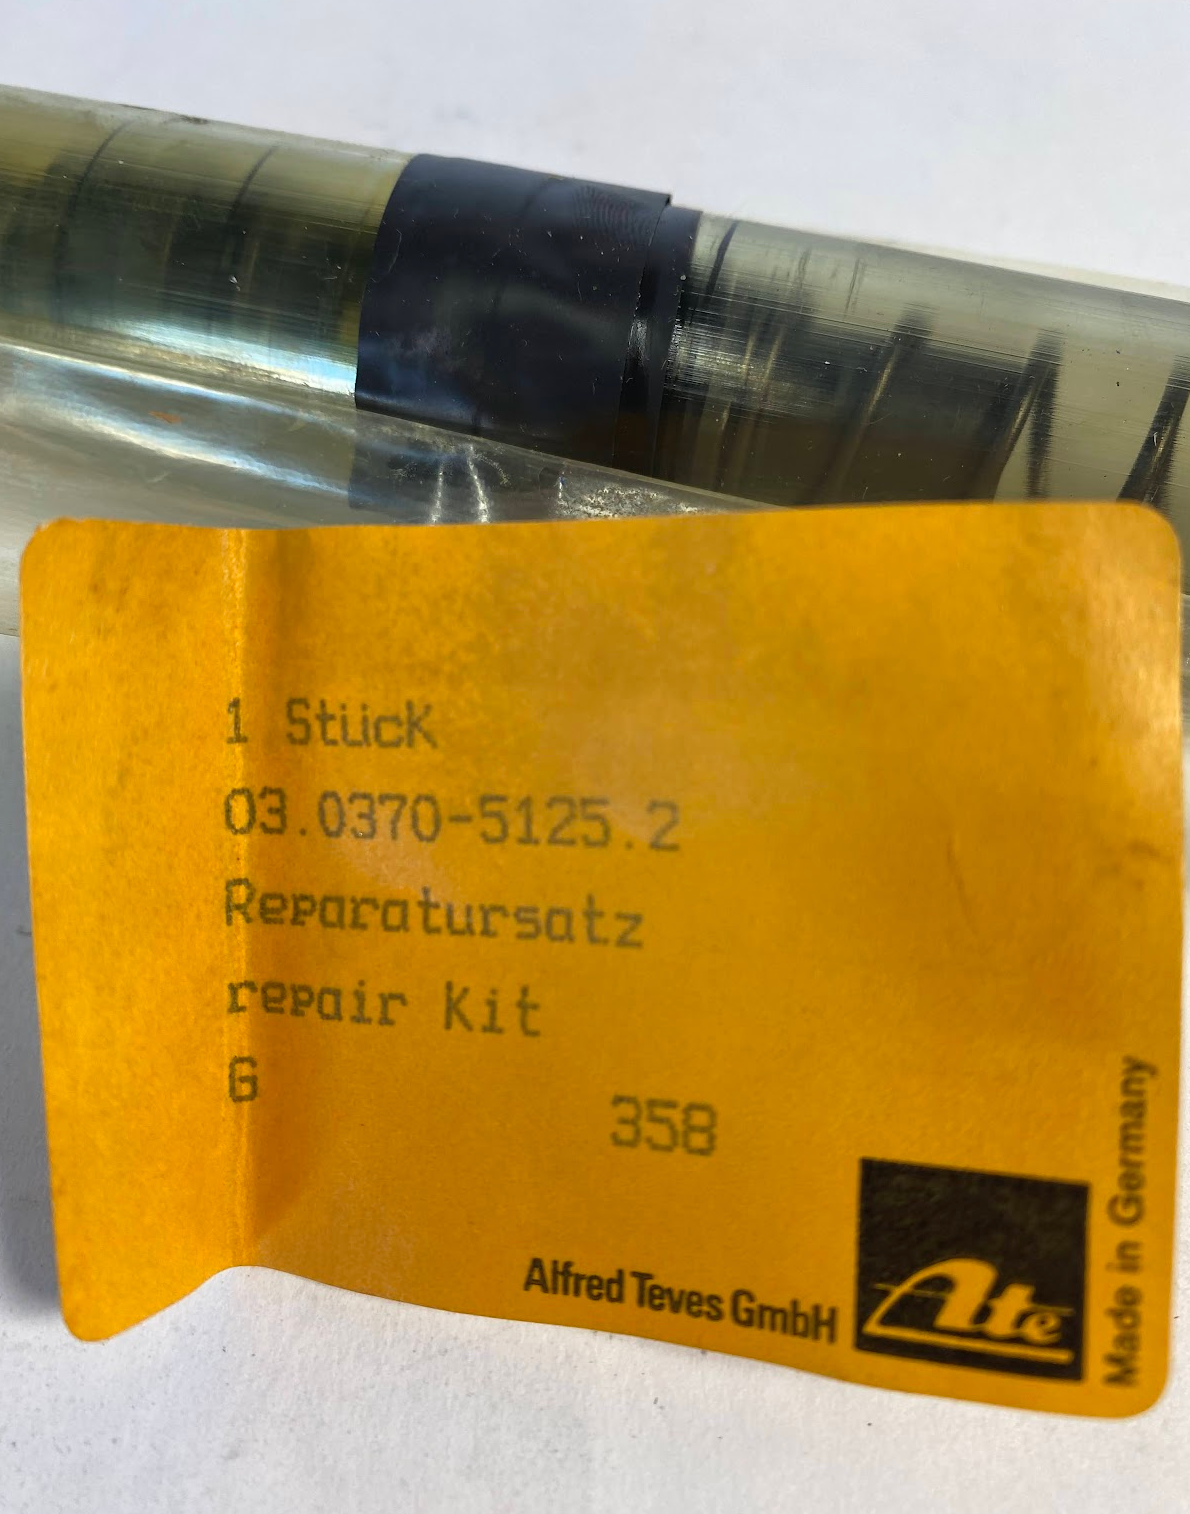 1 Stück
03.0370-5125.2
Reparatursatz
repair Kit
G
358
Alfred Teves GmbH
Ate
Made in Germany